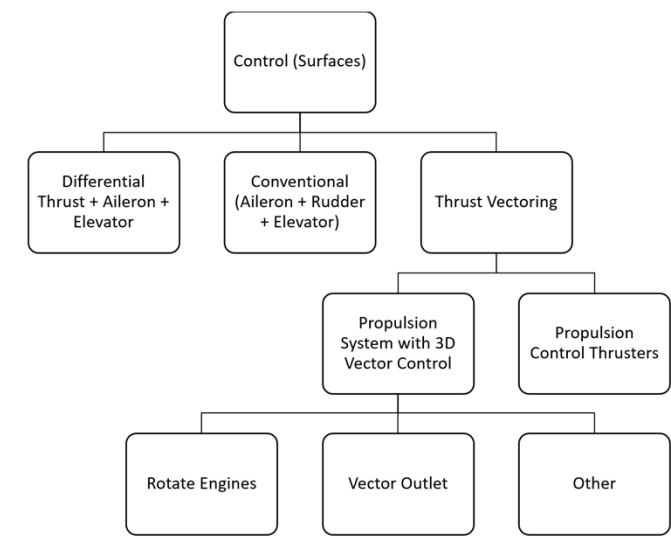 Control (Surfaces)
Differential
Thrust + Aileron +
Elevator
Conventional
(Aileron + Rudder
+ Elevator)
Thrust Vectoring
Propulsion
System with 3D
Vector Control
Propulsion
Control Thrusters
Rotate Engines
Vector Outlet
Other